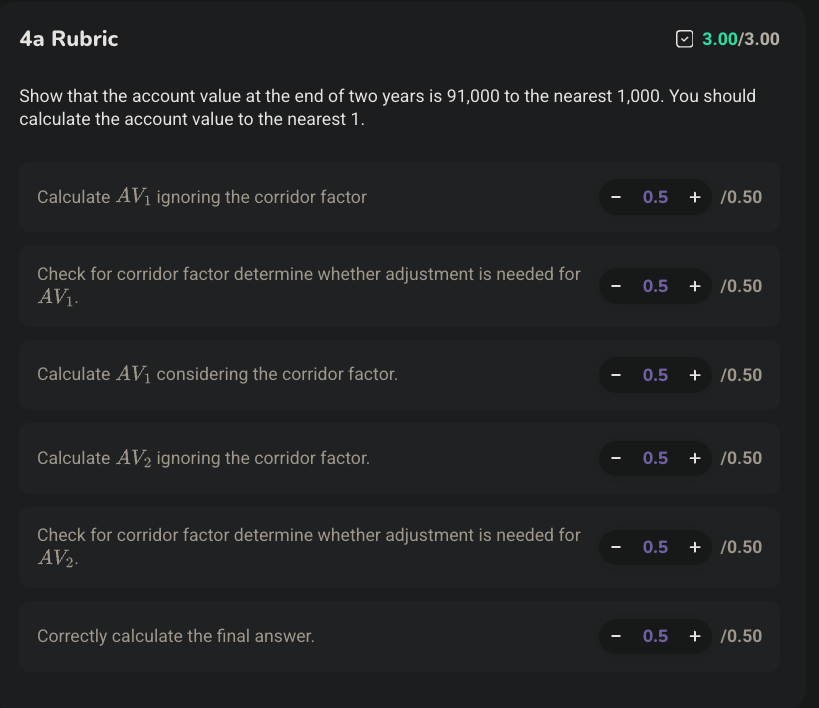 4a Rubric
3.00/3.00
Show that the account value at the end of two years is 91,000 to the nearest 1,000. You should
calculate the account value to the nearest 1.
Calculate AV₁ ignoring the corridor factor
− 0.5 + /0.50
Check for corridor factor determine whether adjustment is needed for
AV₁.
− 0.5 + /0.50
Calculate AV₁ considering the corridor factor.
− 0.5 + /0.50
Calculate AV₂ ignoring the corridor factor.
− 0.5 + /0.50
Check for corridor factor determine whether adjustment is needed for
AV₂.
− 0.5 + /0.50
Correctly calculate the final answer.
− 0.5 + /0.50